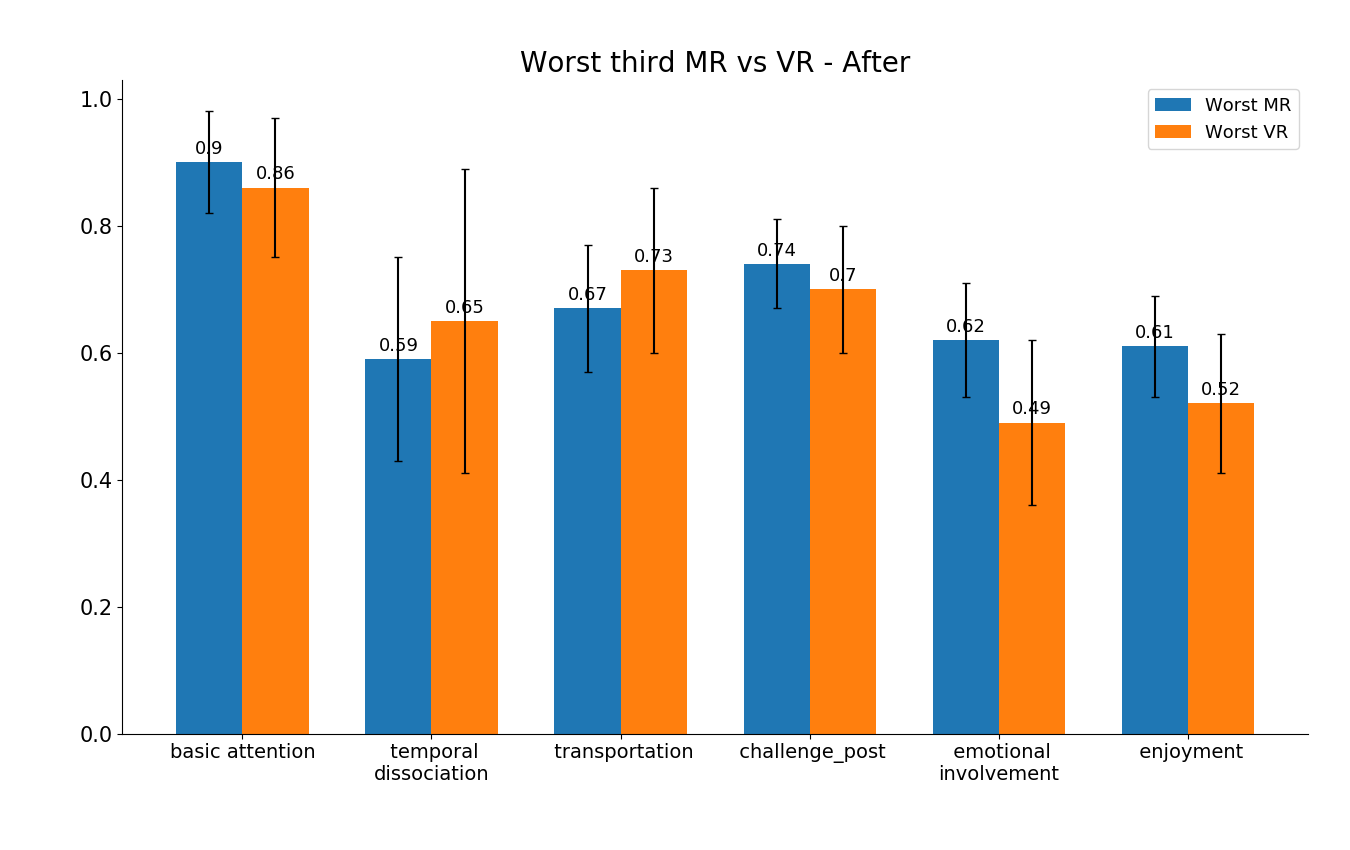 Worst third MR vs VR - After
1.0
0.8
0.6
0.4
0.2
0.0
Worst MR
Worst VR
0.9
0.86
0.59
0.65
0.67
0.73
0.74
0.7
0.62
0.49
0.61
0.52
basic attention
temporal
dissociation
transportation
challenge_post
emotional
involvement
enjoyment